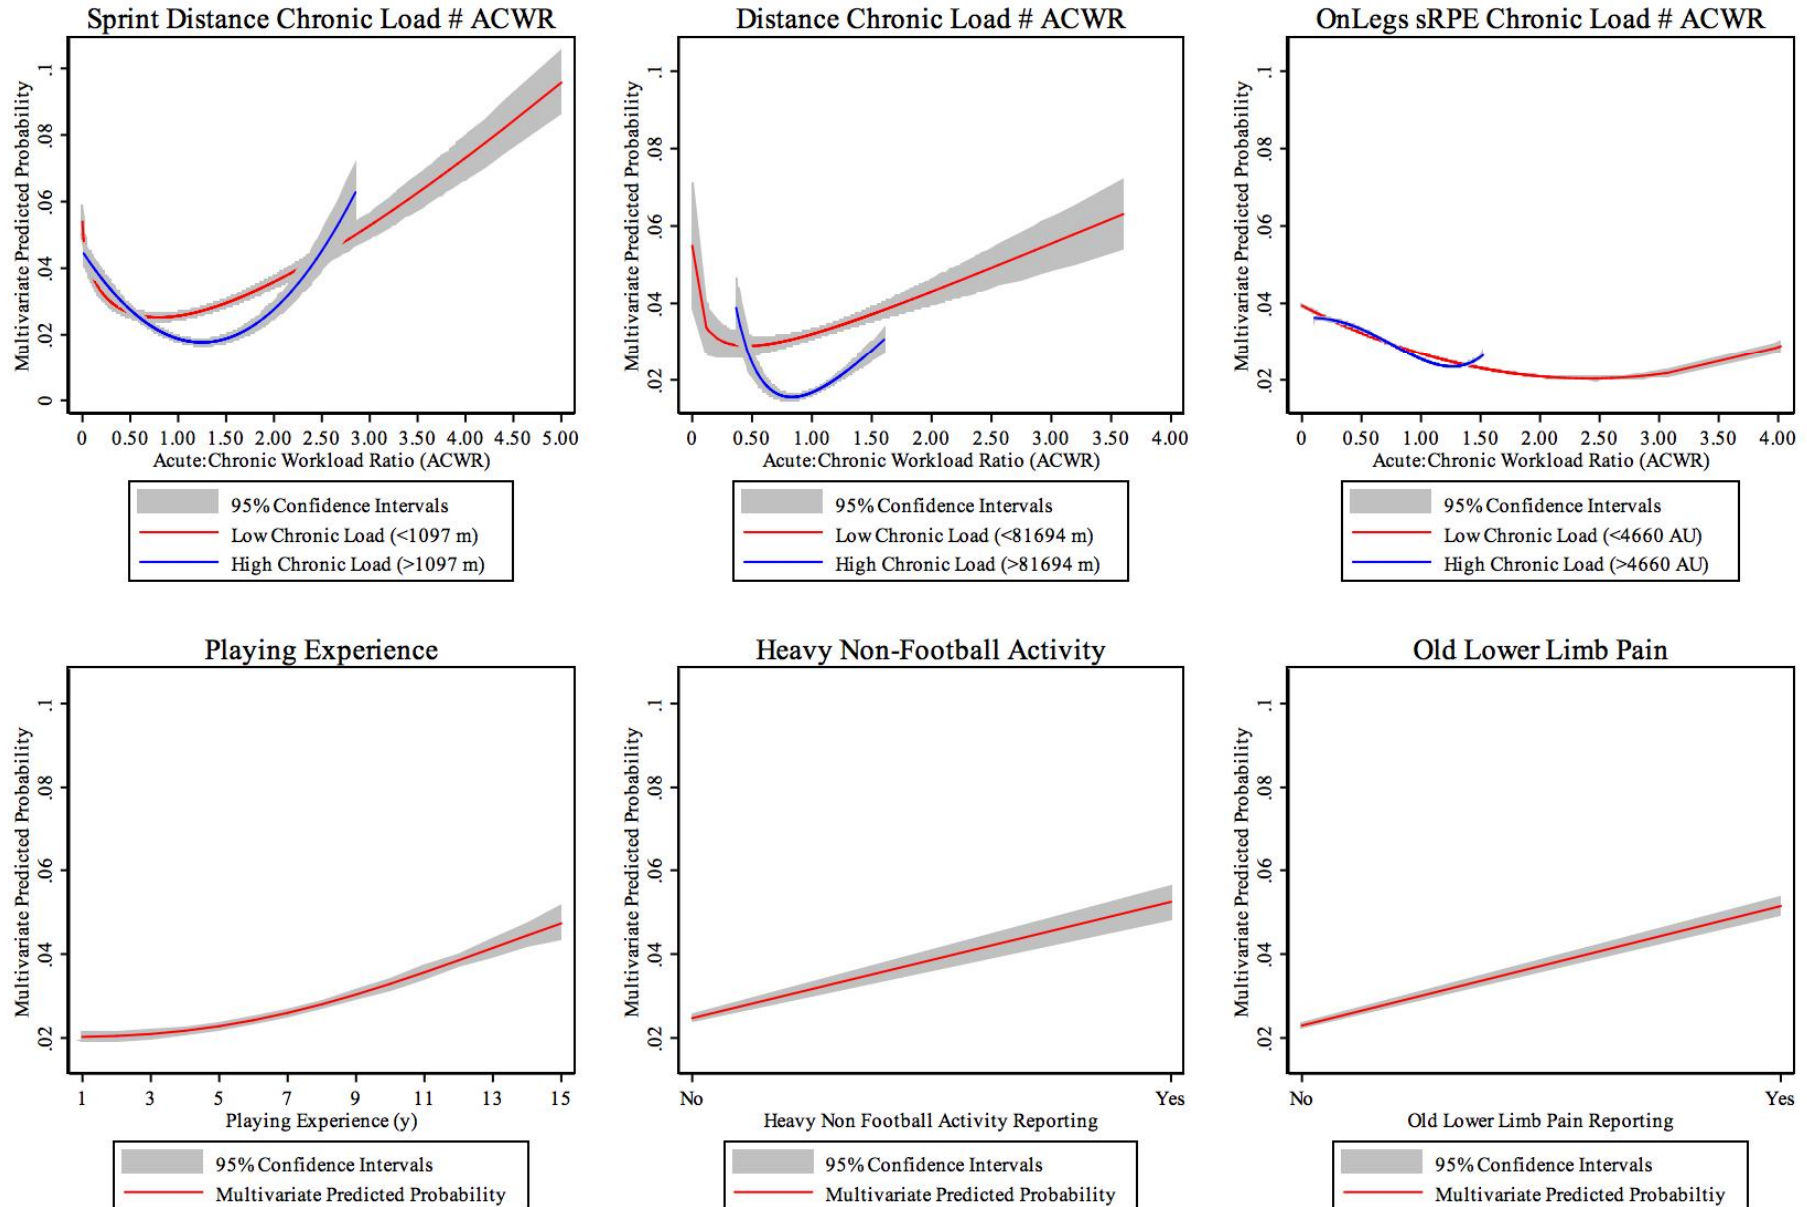 Sprint Distance Chronic Load # ACWR
Multivariate Predicted Probability
.1
.08
.06
.04
.02
0
0 0.50 1.00 1.50 2.00 2.50 3.00 3.50 4.00 4.50 5.00
Acute:Chronic Workload Ratio (ACWR)
95% Confidence Intervals
Low Chronic Load (<1097 m)
High Chronic Load (>1097 m)
Distance Chronic Load # ACWR
Multivariate Predicted Probability
.1
.08
.06
.04
.02
0 0.50 1.00 1.50 2.00 2.50 3.00 3.50 4.00
Acute:Chronic Workload Ratio (ACWR)
95% Confidence Intervals
Low Chronic Load (<81694 m)
High Chronic Load (>81694 m)
OnLegs sRPE Chronic Load # ACWR
Multivariate Predicted Probability
.1
.08
.06
.04
.02
0 0.50 1.00 1.50 2.00 2.50 3.00 3.50 4.00
Acute:Chronic Workload Ratio (ACWR)
95% Confidence Intervals
Low Chronic Load (<4660 AU)
High Chronic Load (>4660 AU)
Playing Experience
Multivariate Predicted Probability
.1
.08
.06
.04
.02
1 3 5 7 9 11 13 15
Playing Experience (y)
95% Confidence Intervals
Multivariate Predicted Probability
Heavy Non-Football Activity
Multivariate Predicted Probability
.1
.08
.06
.04
.02
No Yes
Heavy Non Football Activity Reporting
95% Confidence Intervals
Multivariate Predicted Probability
Old Lower Limb Pain
Multivariate Predicted Probability
.1
.08
.06
.04
.02
No Yes
Old Lower Limb Pain Reporting
95% Confidence Intervals
Multivariate Predicted Probabiltiy